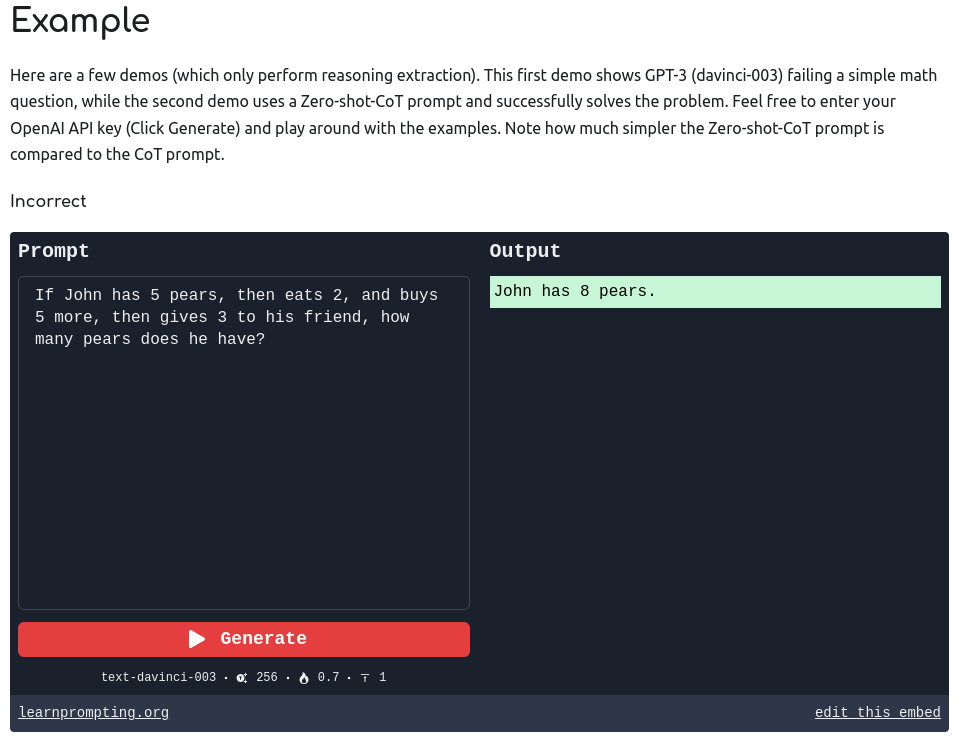 Example
Here are a few demos (which only perform reasoning extraction). This first demo shows GPT-3 (davinci-003) failing a simple math
question, while the second demo uses a Zero-shot-CoT prompt and successfully solves the problem. Feel free to enter your
OpenAI API key (Click Generate) and play around with the examples. Note how much simpler the Zero-shot-CoT prompt is
compared to the CoT prompt.
Incorrect
Prompt
If John has 5 pears, then eats 2, and buys
5 more, then gives 3 to his friend, how
many pears does he have?
Generate
text-davinci-003 · 256 · 0.7 · 1
Output
John has 8 pears.
learnprompting.org
edit this embed